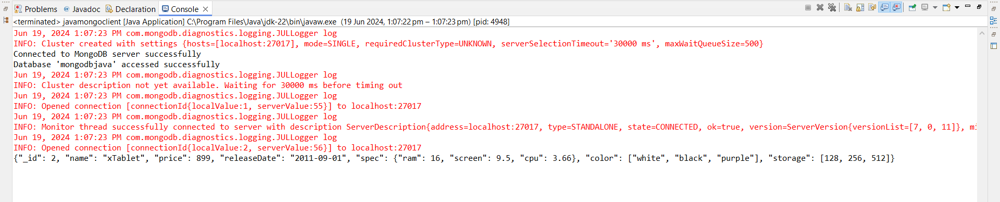 Problems @ Javadoc Declaration Console
<terminated> javamongoclient [Java Application] C:\Program Files\Java\jdk-22\bin\javaw.exe (19 Jun 2024, 1:07:22 pm – 1:07:23 pm) [pid: 4948]
Jun 19, 2024 1:07:23 PM com.mongodb.diagnostics.logging.JULLogger log
INFO: Cluster created with settings {hosts=[localhost:27017], mode=SINGLE, requiredClusterType=UNKNOWN, serverSelectionTimeout='30000 ms', maxWaitQueueSize=500}
Connected to MongoDB server successfully
Database 'mongodbjava' accessed successfully
Jun 19, 2024 1:07:23 PM com.mongodb.diagnostics.logging.JULLogger log
INFO: Cluster description not yet available. Waiting for 30000 ms before timing out
Jun 19, 2024 1:07:23 PM com.mongodb.diagnostics.logging.JULLogger log
INFO: Opened connection [connectionId{localValue:1, serverValue:55}] to localhost:27017
Jun 19, 2024 1:07:23 PM com.mongodb.diagnostics.logging.JULLogger log
INFO: Monitor thread successfully connected to server with description ServerDescription{address=localhost:27017, type=STANDALONE, state=CONNECTED, ok=true, version=ServerVersion{versionList=[7, 0, 11]}, mi
Jun 19, 2024 1:07:23 PM com.mongodb.diagnostics.logging.JULLogger log
INFO: Opened connection [connectionId{localValue:2, serverValue:56}] to localhost:27017
{"_id": 2, "name": "xTablet", "price": 899, "releaseDate": "2011-09-01", "spec": {"ram": 16, "screen": 9.5, "cpu": 3.66}, "color": ["white", "black", "purple"], "storage": [128, 256, 512]}